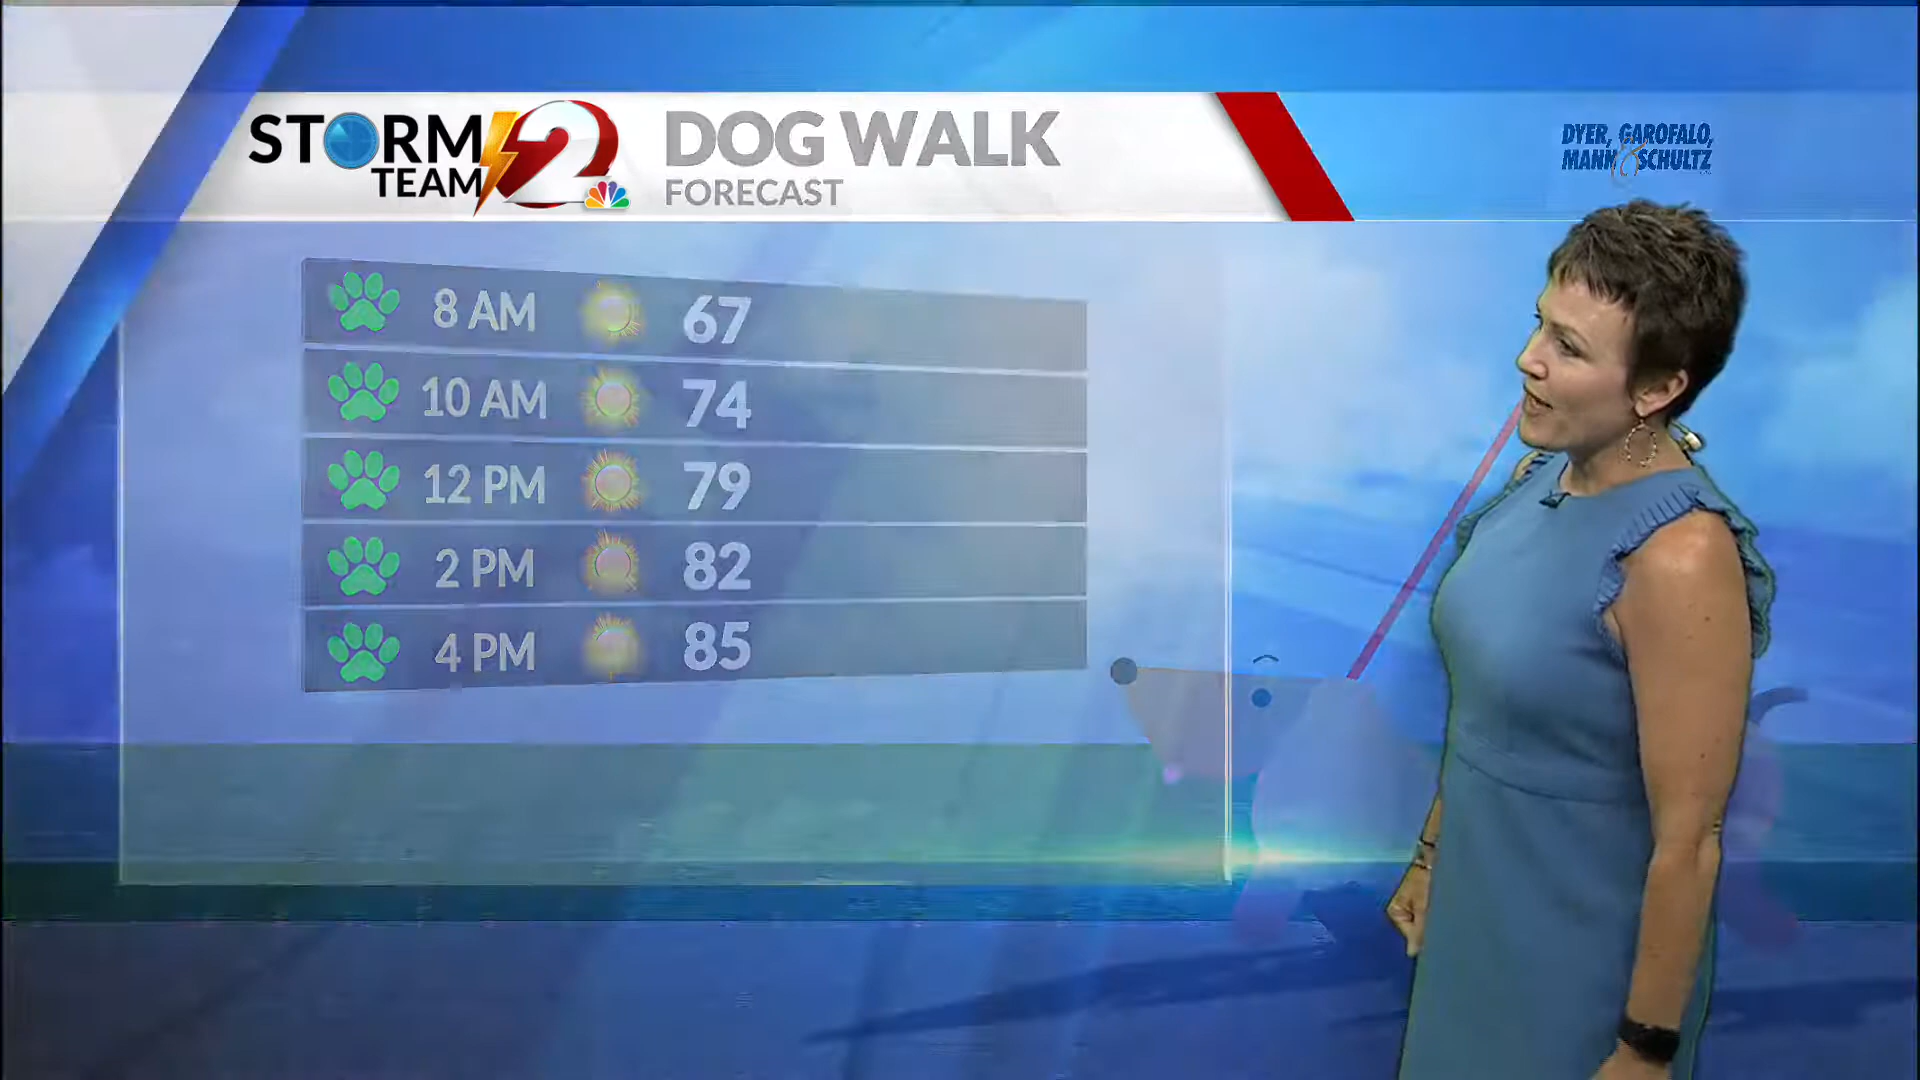 STORM
TEAM 2
DOG WALK
FORECAST
DYER, GAROFALO,
MANN & SCHULTZ
8 AM 67
10 AM 74
12 PM 79
2 PM 82
4 PM 85